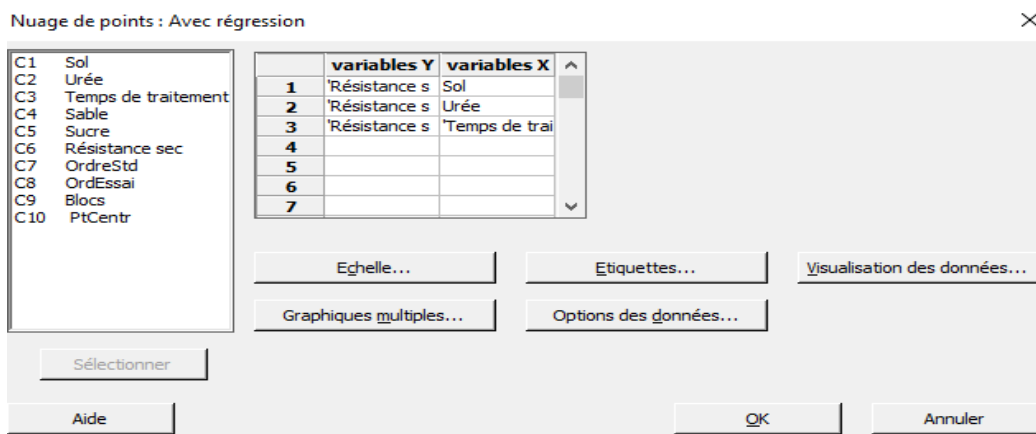 Nuage de points : Avec régression
C1 Sol
C2 Urée
C3 Temps de traitement
C4 Sable
C5 Sucre
C6 Résistance sec
C7 OrdreStd
C8 OrdEssai
C9 Blocs
C10 PtCentr
variables Y variables X
1 'Résistance s Sol
2 'Résistance s Urée
3 'Résistance s 'Temps de trai
4
5
6
7
Echelle... Etiquettes... Visualisation des données...
Graphiques multiples... Options des données...
Sélectionner
Aide OK Annuler